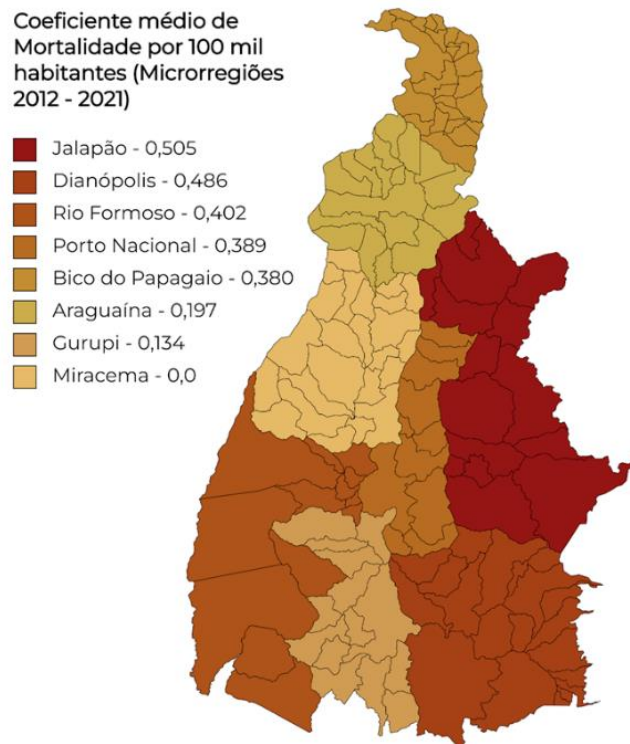 Coeficiente médio de
Mortalidade por 100 mil
habitantes (Microrregiões
2012 - 2021)
Jalapão - 0,505
Dianópolis - 0,486
Rio Formoso - 0,402
Porto Nacional - 0,389
Bico do Papagaio - 0,380
Araguaína - 0,197
Gurupi - 0,134
Miracema - 0,0